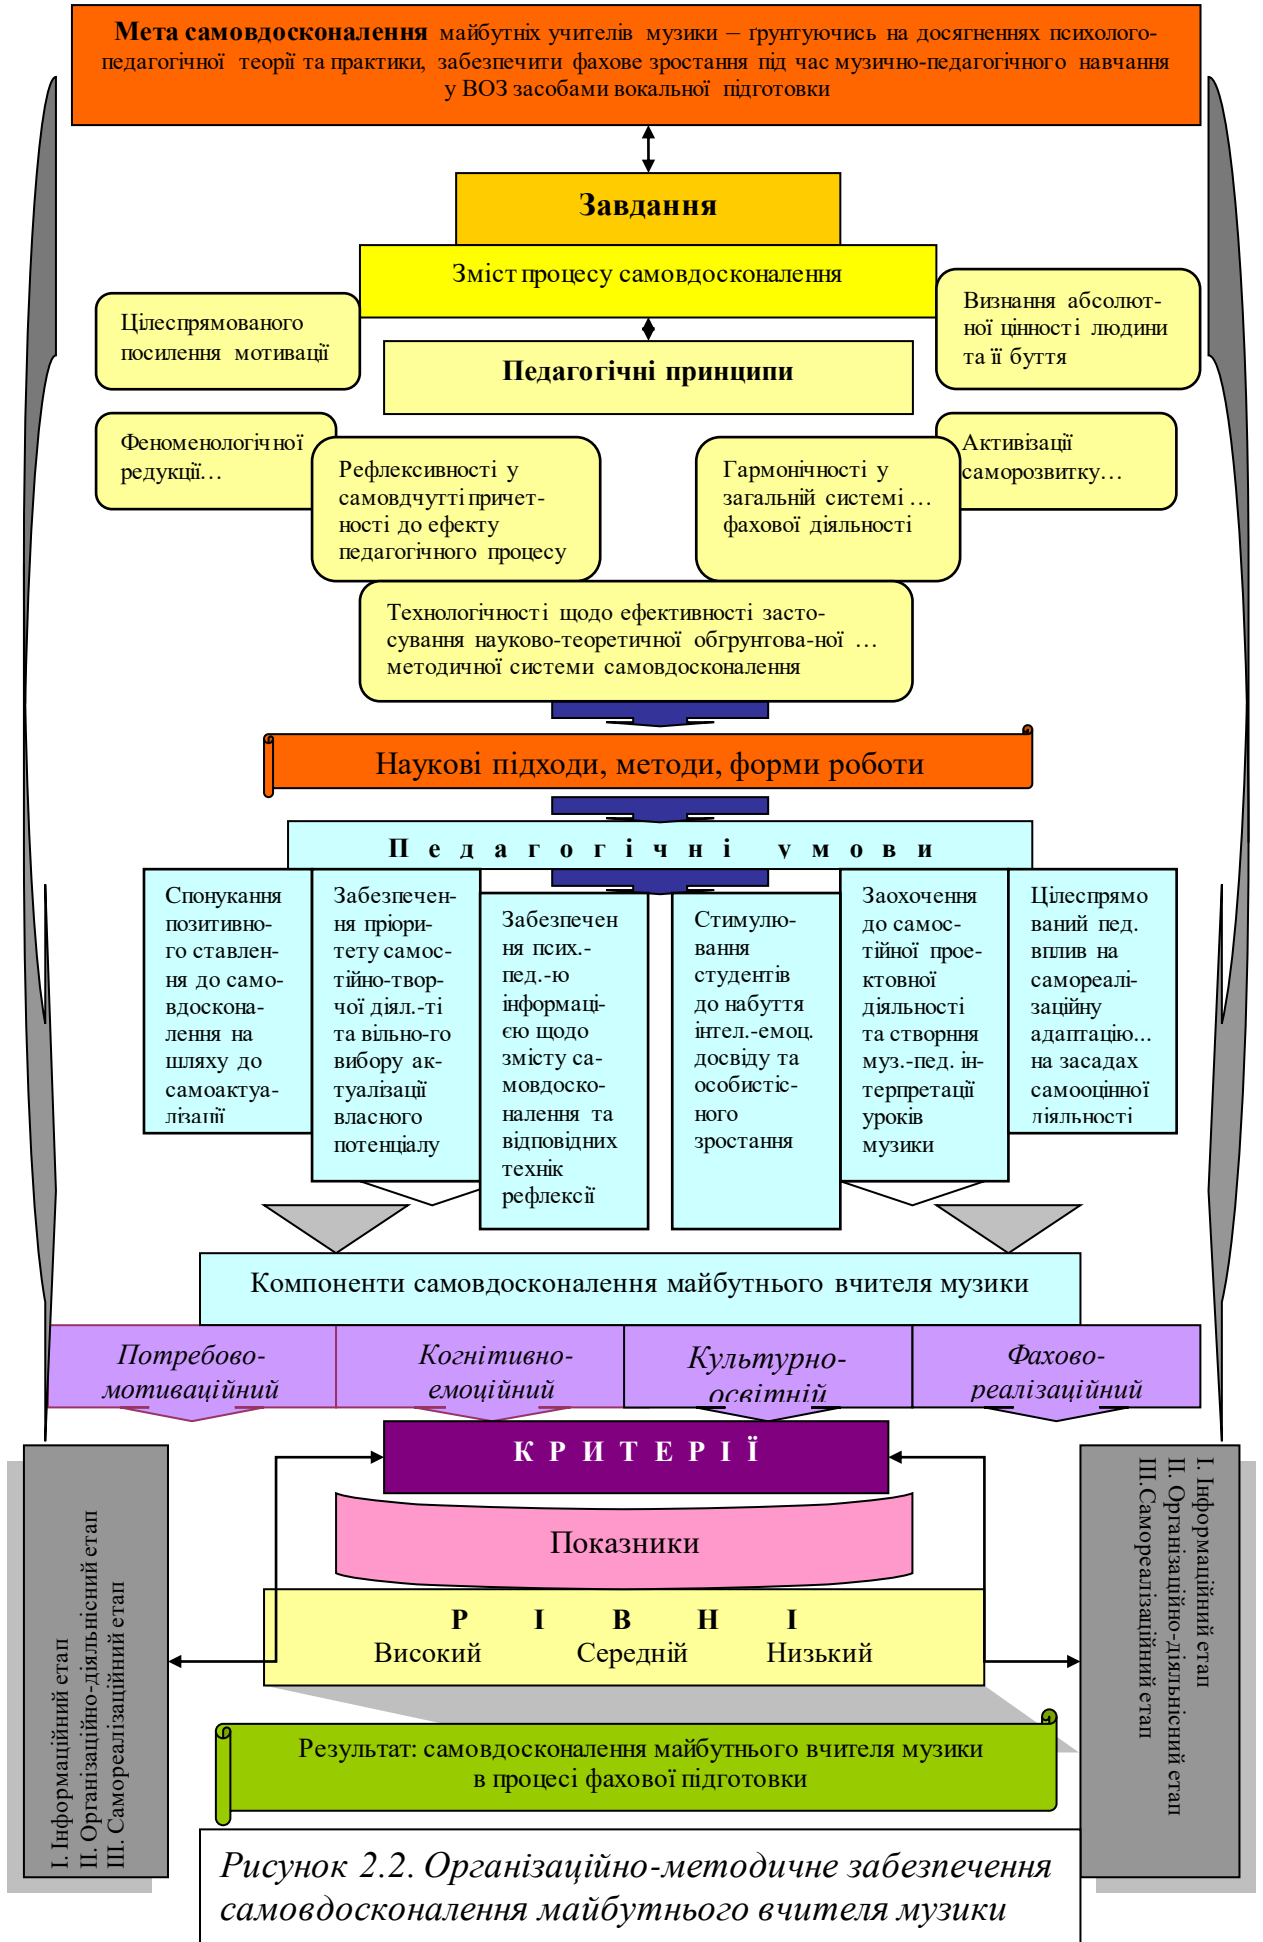 Мета самовдосконалення майбутніх учителів музики – ґрунтуючись на досягненнях психолого-
педагогічної теорії та практики, забезпечити фахове зростання під час музично-педагогічного навчання
у ВОЗ засобами вокальної підготовки
Завдання
Зміст процесу самовдосконалення
Цілеспрямованого
посилення мотивації
Визнання абсолют-
ної цінності людини
та її буття
Педагогічні принципи
Феноменологічної
редукції…
Рефлексивності у
самовдчутті причет-
ності до ефекту
педагогічного процесу
Гармонічності у
загальній системі …
фахової діяльності
Активізації
саморозвитку…
Технологічності щодо ефективності засто-
сування науково-теоретичної обгрунтова-ної …
методичної системи самовдосконалення
Наукові підходи, методи, форми роботи
Педагогічні умови
Спонукання
позитивно-
го ставлен-
ня до само-
вдоскона-
лення на
шляху до
самоактуа-
лізації
Забезпечен-
ня пріори-
тету самос-
тійно-твор-
чої діял.-ті
та вільно-го
вибору ак-
туалізації
власного
потенціалу
Забезпечен
ня псих.-
пед.-ю
інформаці-
єю щодо
змісту са-
мовдоско-
налення та
відповідних
технік
рефлексії
Стимулю-
вання
студентів
до набуття
інтел.-емоц.
досвіду та
особистіс-
ного
зростання
Заохочення
до самос-
тійної прое-
ктовної
діяльності
та створння
муз.-пед. ін-
терпретації
уроків
музики
Цілеспрямо
ваний пед.
вплив на
самореалі-
заційну
адаптацію...
на засадах
самооцінної
діяльності
Компоненти самовдосконалення майбутнього вчителя музики
Потребово-
мотиваційний
Когнітивно-
емоційний
Культурно-
освітній
Фахово-
реалізаційний
КРИТЕРІЇ
Показники
РІВНІ
Високий Середній Низький
І. Інформаційний етап
ІІ. Організаційно-діяльнісний етап
ІІІ. Самореалізаційний етап
І. Інформаційний етап
ІІ. Організаційно-діяльнісний етап
ІІІ.Самореалізаційний етап
Результат: самовдосконалення майбутнього вчителя музики
в процесі фахової підготовки
Рисунок 2.2. Організаційно-методичне забезпечення
самовдосконалення майбутнього вчителя музики